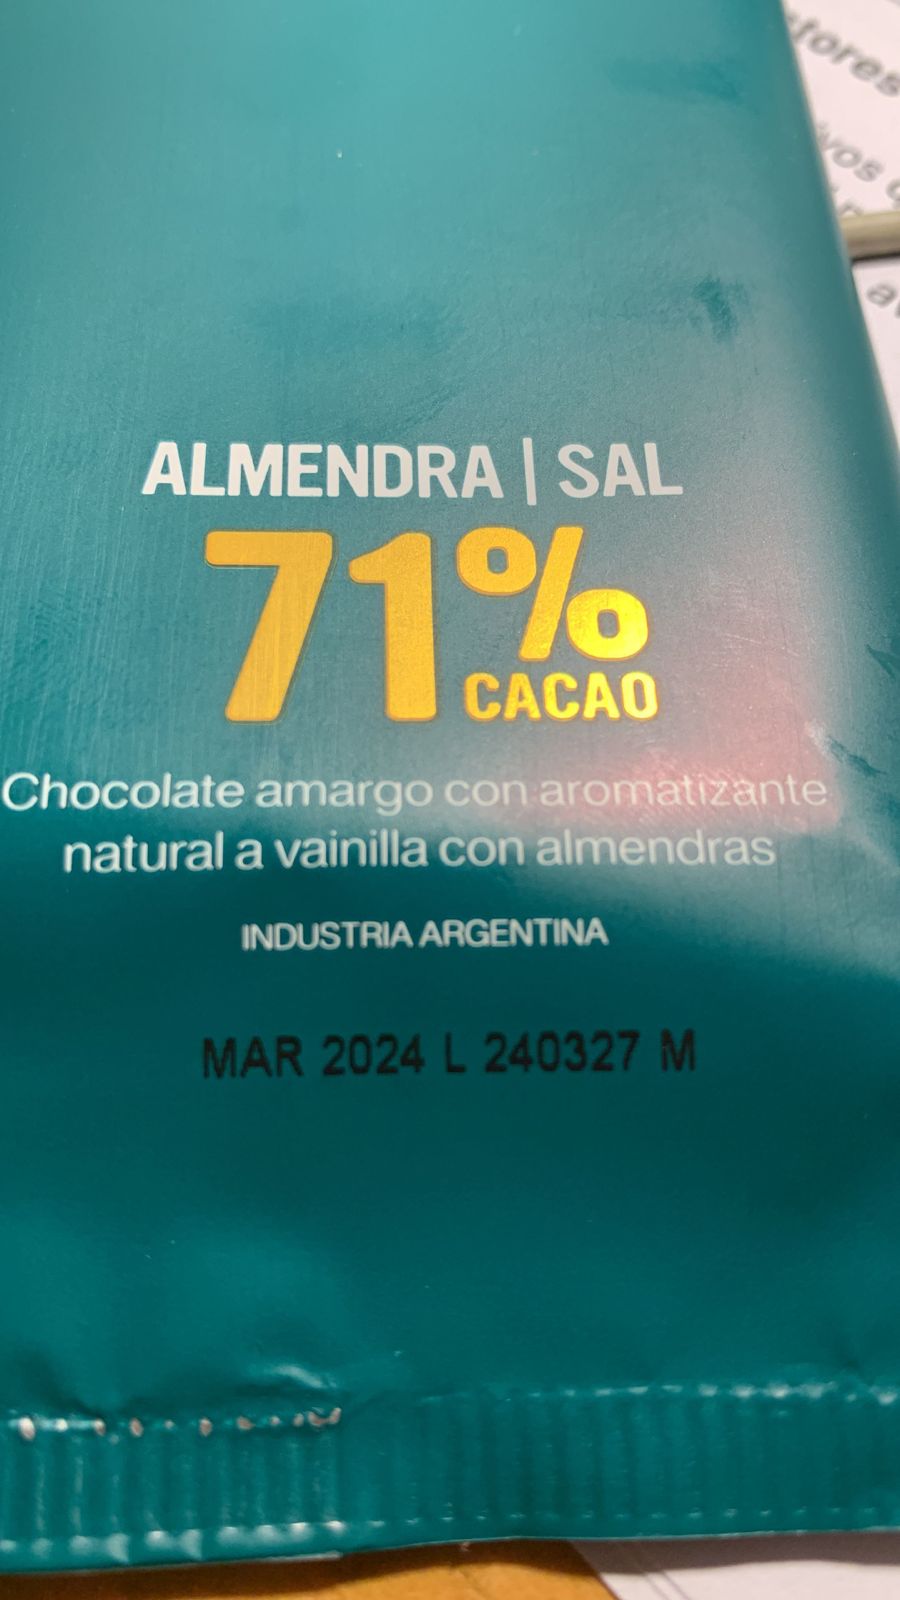 ALMENDRA | SAL
71%
CACAO
Chocolate amargo con aromatizante
natural a vainilla con almendras
INDUSTRIA ARGENTINA
MAR 2024 L 240327 M